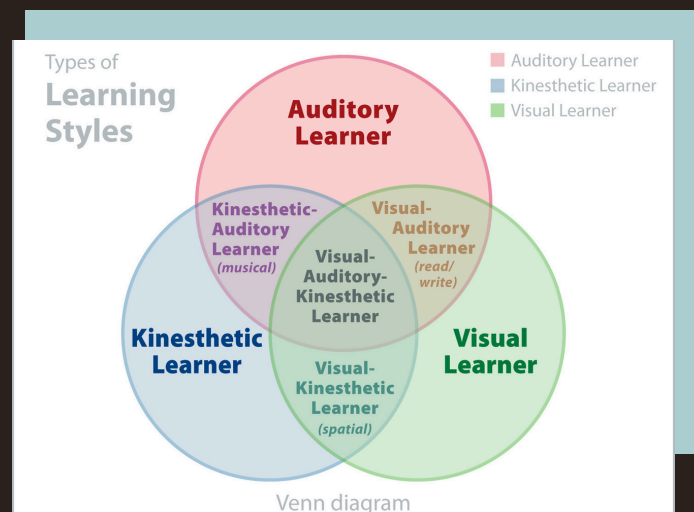 Types of
Learning
Styles
Auditory Learner
Kinesthetic Learner
Visual Learner
Auditory
Learner
Kinesthetic-
Auditory
Learner
(musical)
Visual-
Auditory
Learner
(read/
write)
Visual-
Auditory-
Kinesthetic
Learner
Kinesthetic
Learner
Visual
Learner
Visual-
Kinesthetic
Learner
(spatial)
Venn diagram